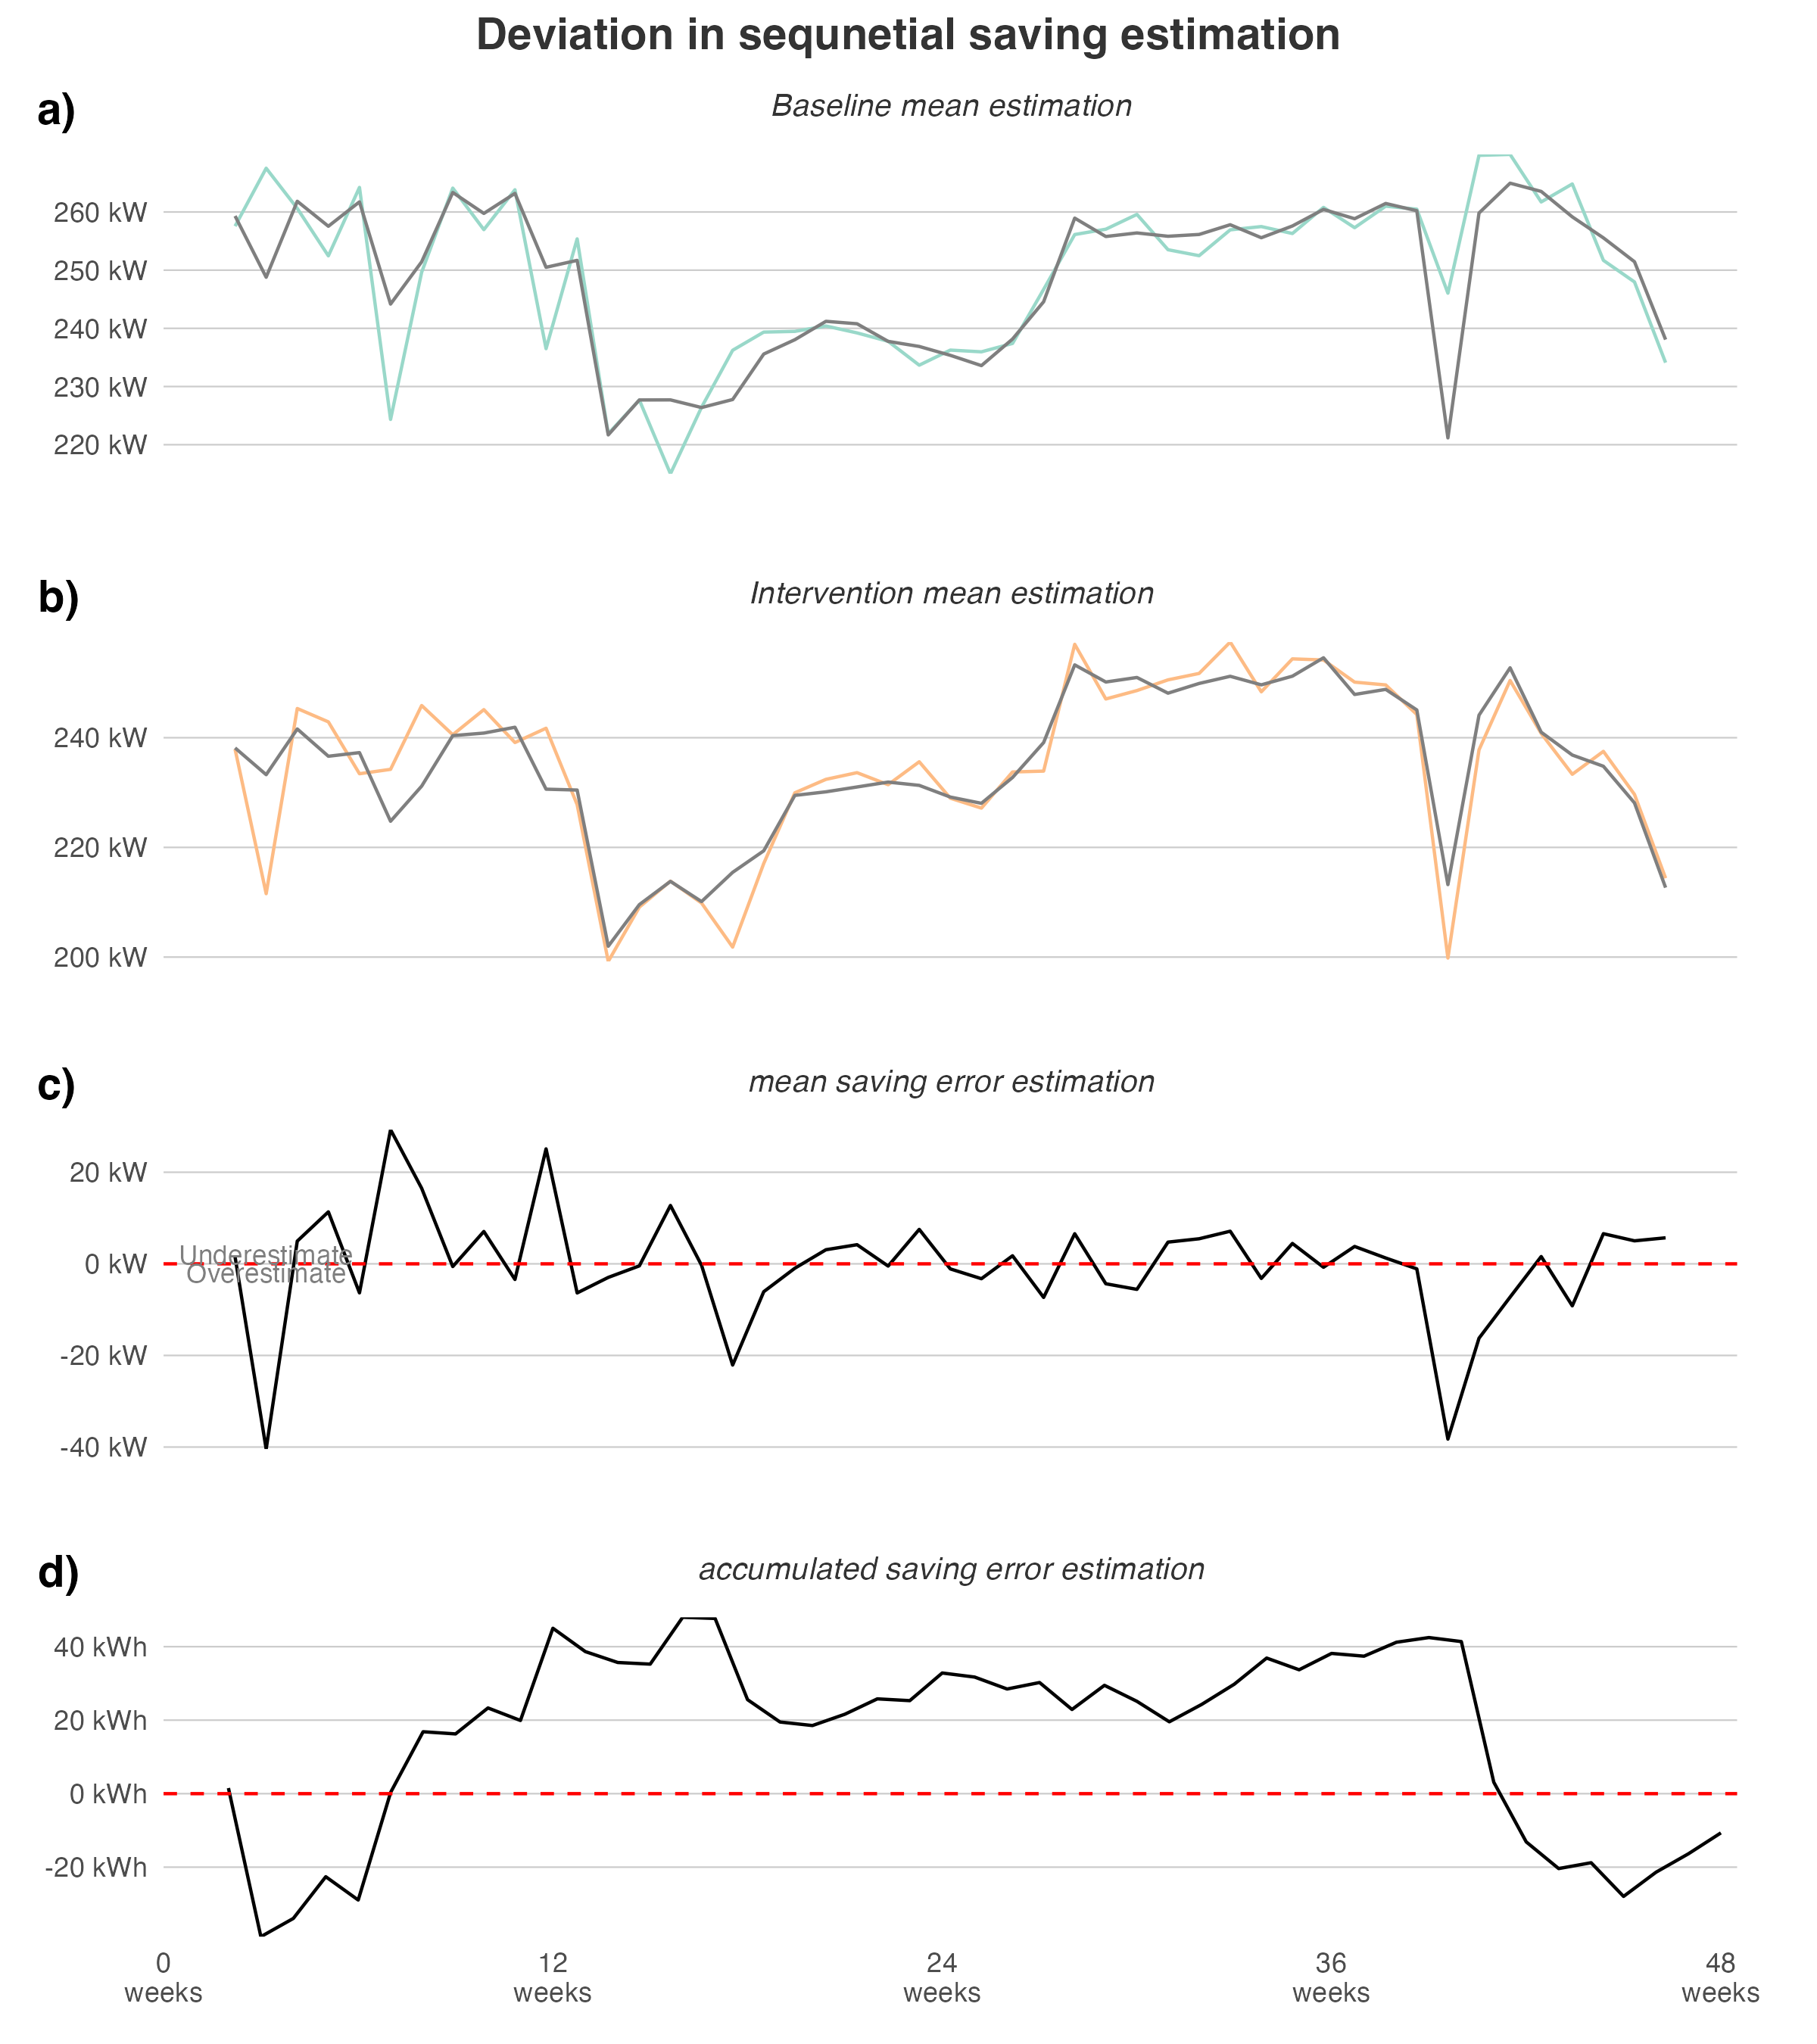 Deviation in sequnetial saving estimation
a)
Baseline mean estimation
260 kW
250 kW
240 kW
230 kW
220 kW
b)
Intervention mean estimation
240 kW
220 kW
200 kW
c)
mean saving error estimation
20 kW
Underestimate
0 kW
Overestimate
-20 kW
-40 kW
d)
accumulated saving error estimation
40 kWh
20 kWh
0 kWh
-20 kWh
0 12 24 36 48
weeks weeks weeks weeks weeks